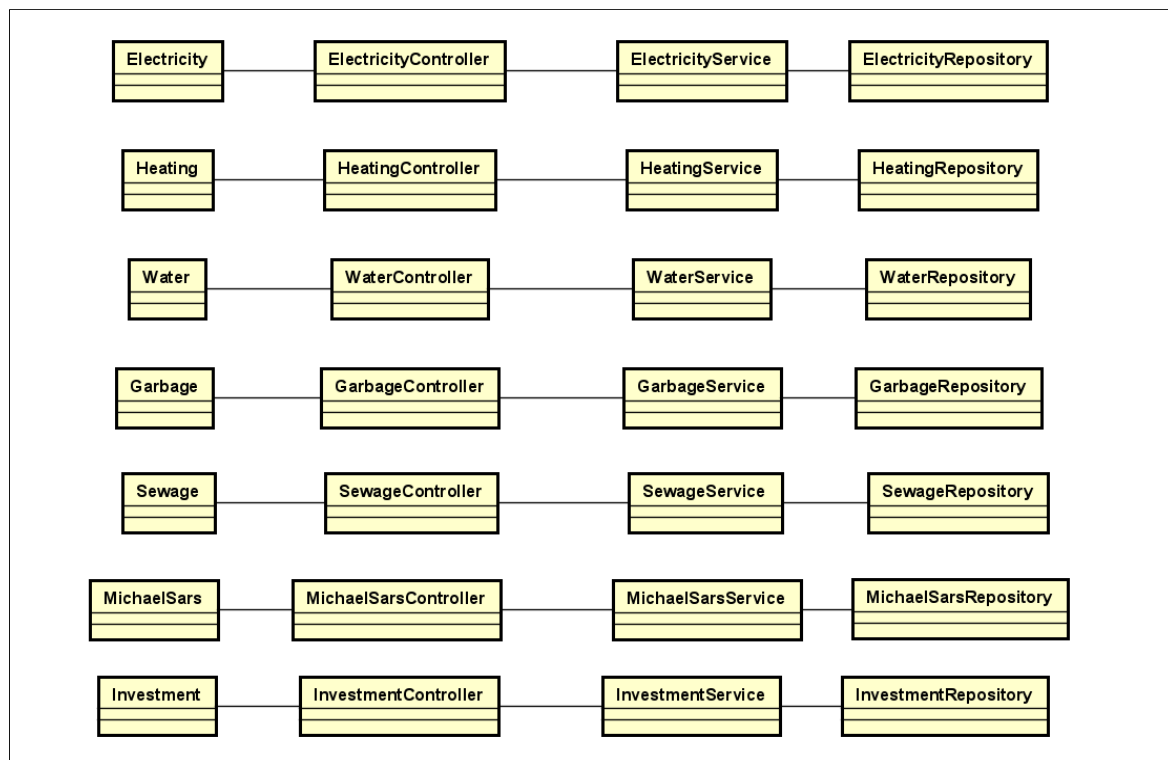 Electricity ElectricityController ElectricityService ElectricityRepository
Heating HeatingController HeatingService HeatingRepository
Water WaterController WaterService WaterRepository
Garbage GarbageController GarbageService GarbageRepository
Sewage SewageController SewageService SewageRepository
MichaelSars MichaelSarsController MichaelSarsService MichaelSarsRepository
Investment InvestmentController InvestmentService InvestmentRepository